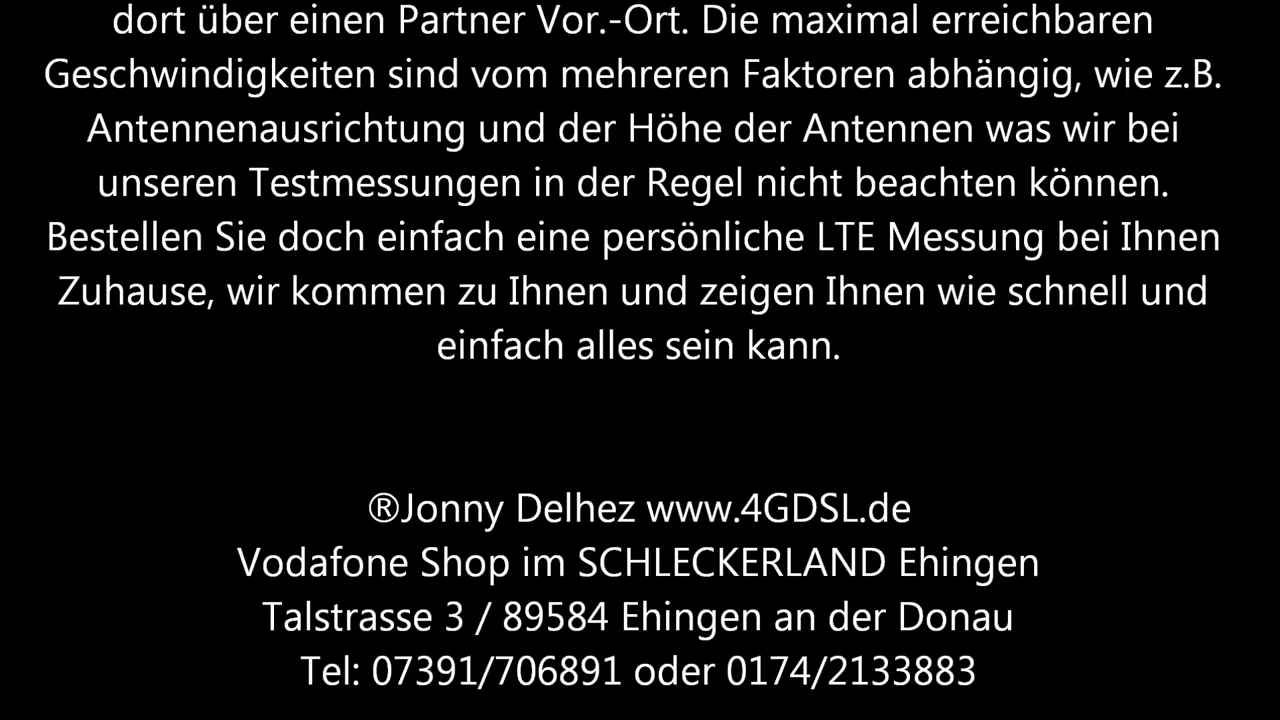 dort über einen Partner Vor.-Ort. Die maximal erreichbaren
Geschwindigkeiten sind vom mehreren Faktoren abhängig, wie z.B.
Antennenausrichtung und der Höhe der Antennen was wir bei
unseren Testmessungen in der Regel nicht beachten können.
Bestellen Sie doch einfach eine persönliche LTE Messung bei Ihnen
Zuhause, wir kommen zu Ihnen und zeigen Ihnen wie schnell und
einfach alles sein kann.
®Jonny Delhez www.4GDSL.de
Vodafone Shop im SCHLECKERLAND Ehingen
Talstrasse 3 / 89584 Ehingen an der Donau
Tel: 07391/706891 oder 0174/2133883